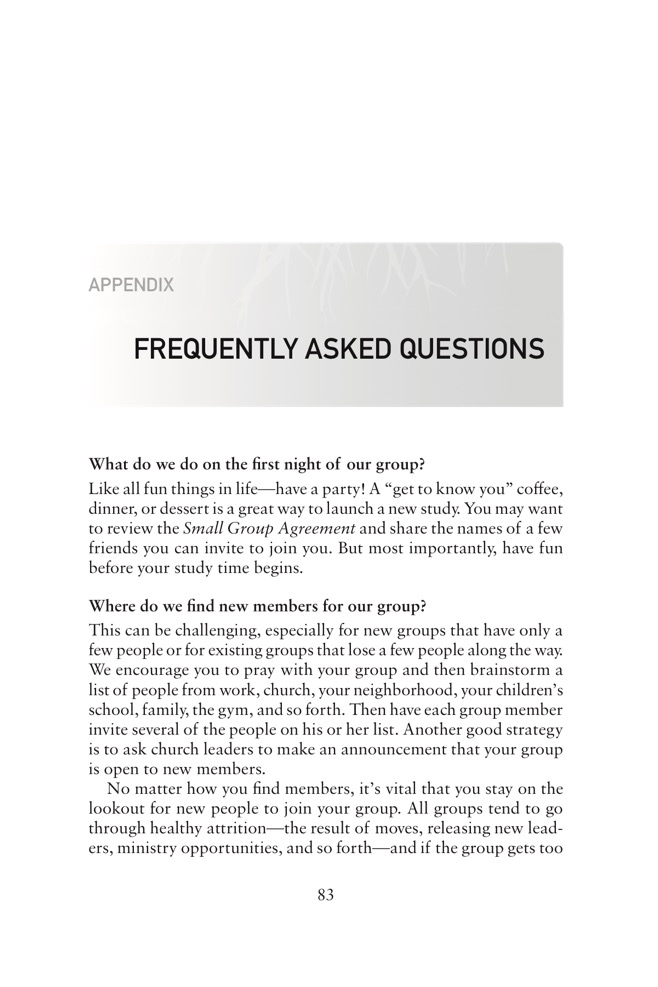 APPENDIX
FREQUENTLY ASKED QUESTIONS
What do we do on the first night of our group?
Like all fun things in life—have a party! A “get to know you” coffee,
dinner, or dessert is a great way to launch a new study. You may want
to review the Small Group Agreement and share the names of a few
friends you can invite to join you. But most importantly, have fun
before your study time begins.
Where do we find new members for our group?
This can be challenging, especially for new groups that have only a
few people or for existing groups that lose a few people along the way.
We encourage you to pray with your group and then brainstorm a
list of people from work, church, your neighborhood, your children’s
school, family, the gym, and so forth. Then have each group member
invite several of the people on his or her list. Another good strategy
is to ask church leaders to make an announcement that your group
is open to new members.
No matter how you find members, it’s vital that you stay on the
lookout for new people to join your group. All groups tend to go
through healthy attrition—the result of moves, releasing new lead-
ers, ministry opportunities, and so forth—and if the group gets too
83